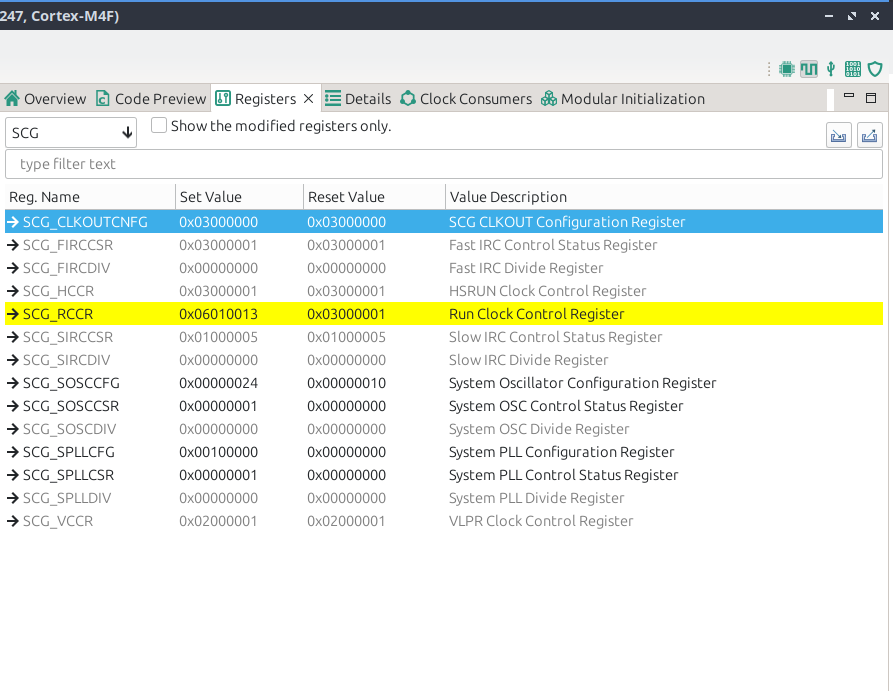 247, Cortex-M4F)
Overview Code Preview Registers Details Clock Consumers Modular Initialization
SCG Show the modified registers only.
type filter text
Reg. Name Set Value Reset Value Value Description
SCG_CLKOUTCNFG 0x03000000 0x03000000 SCG CLKOUT Configuration Register
SCG_FIRCCSR 0x03000001 0x03000001 Fast IRC Control Status Register
SCG_FIRCDIV 0x00000000 0x00000000 Fast IRC Divide Register
SCG_HCCR 0x03000001 0x03000001 HSRUN Clock Control Register
SCG_RCCR 0x06010013 0x03000001 Run Clock Control Register
SCG_SIRCCSR 0x01000005 0x01000005 Slow IRC Control Status Register
SCG_SIRCDIV 0x00000000 0x00000000 Slow IRC Divide Register
SCG_SOSCCFG 0x00000024 0x00000010 System Oscillator Configuration Register
SCG_SOSCCSR 0x00000001 0x00000000 System OSC Control Status Register
SCG_SOSCDIV 0x00000000 0x00000000 System OSC Divide Register
SCG_SPLLCFG 0x00100000 0x00000000 System PLL Configuration Register
SCG_SPLLCSR 0x00000001 0x00000000 System PLL Control Status Register
SCG_SPLLDIV 0x00000000 0x00000000 System PLL Divide Register
SCG_VCCR 0x02000001 0x02000001 VLPR Clock Control Register